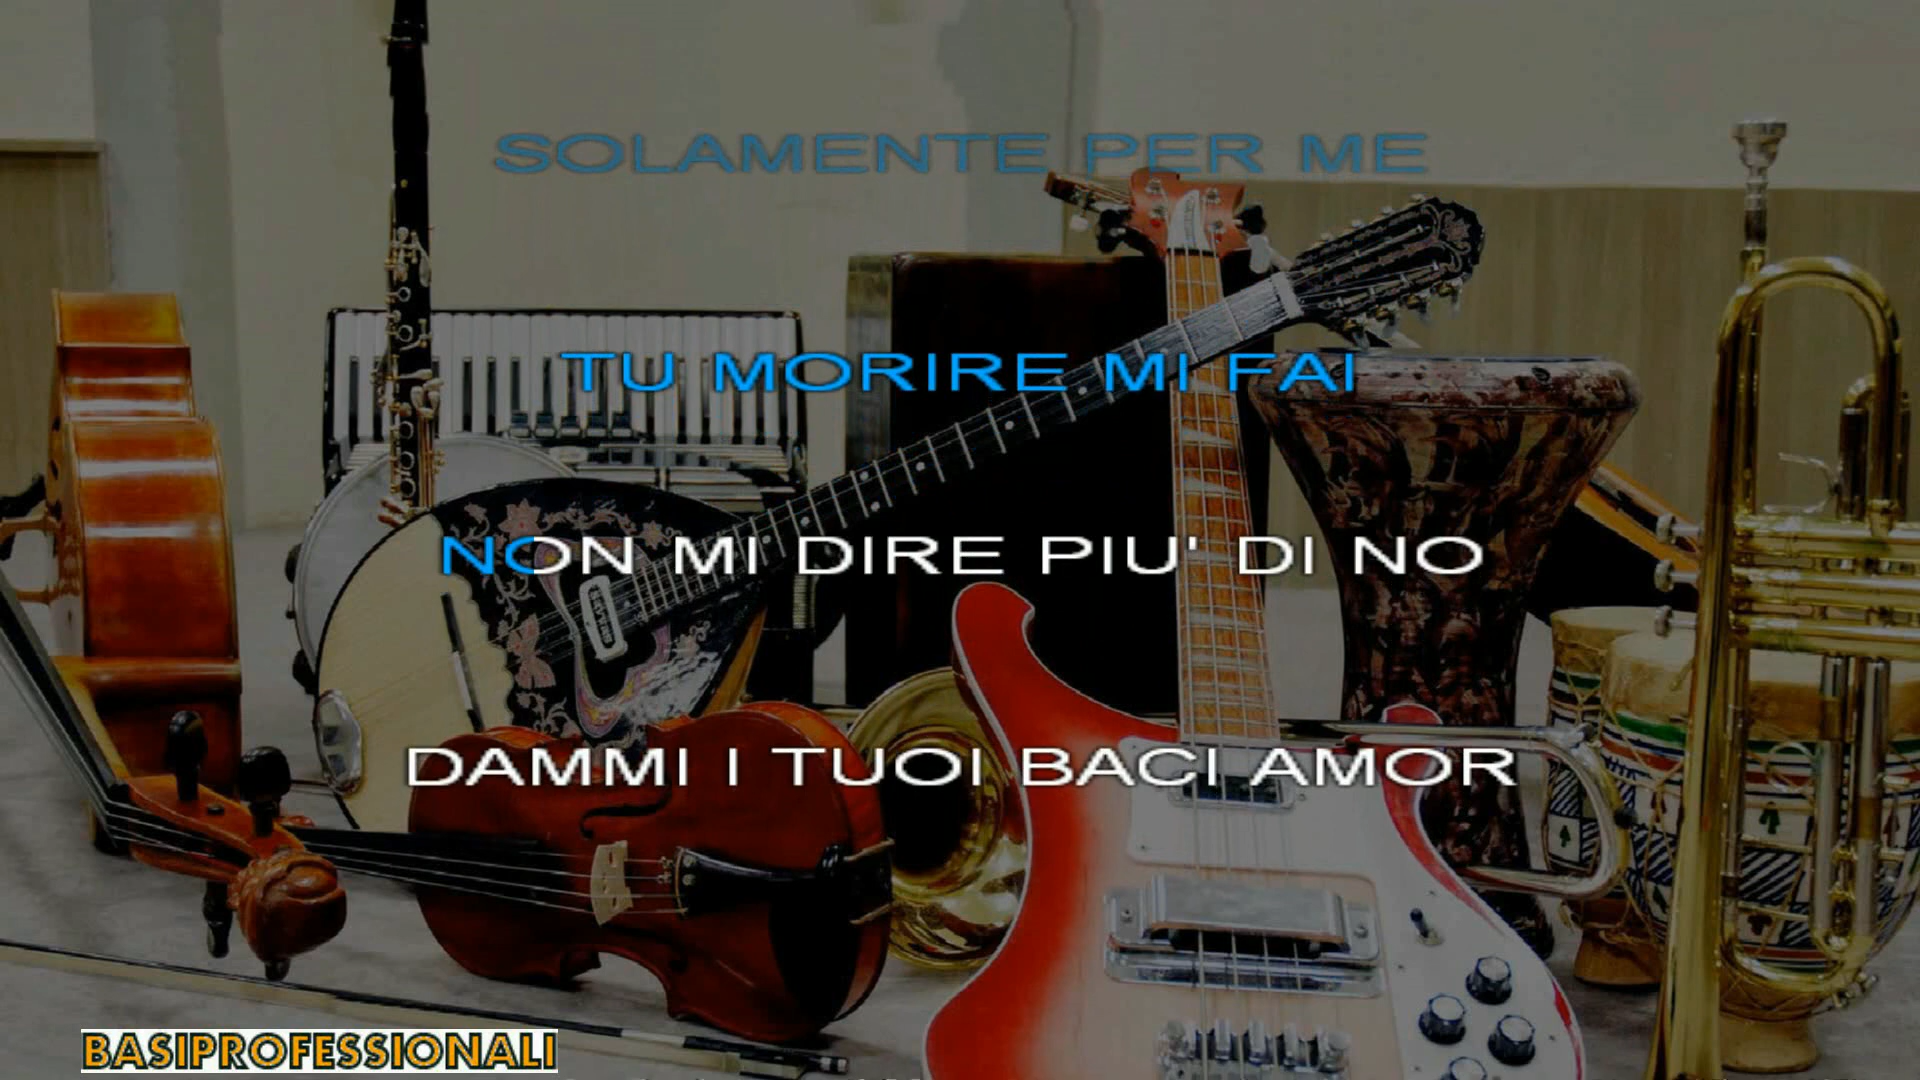 SOLAMENTE PER ME
TU MORIRE MI FAI
NON MI DIRE PIU' DI NO
DAMMI I TUOI BACI AMOR
BASIPROFESSIONALI